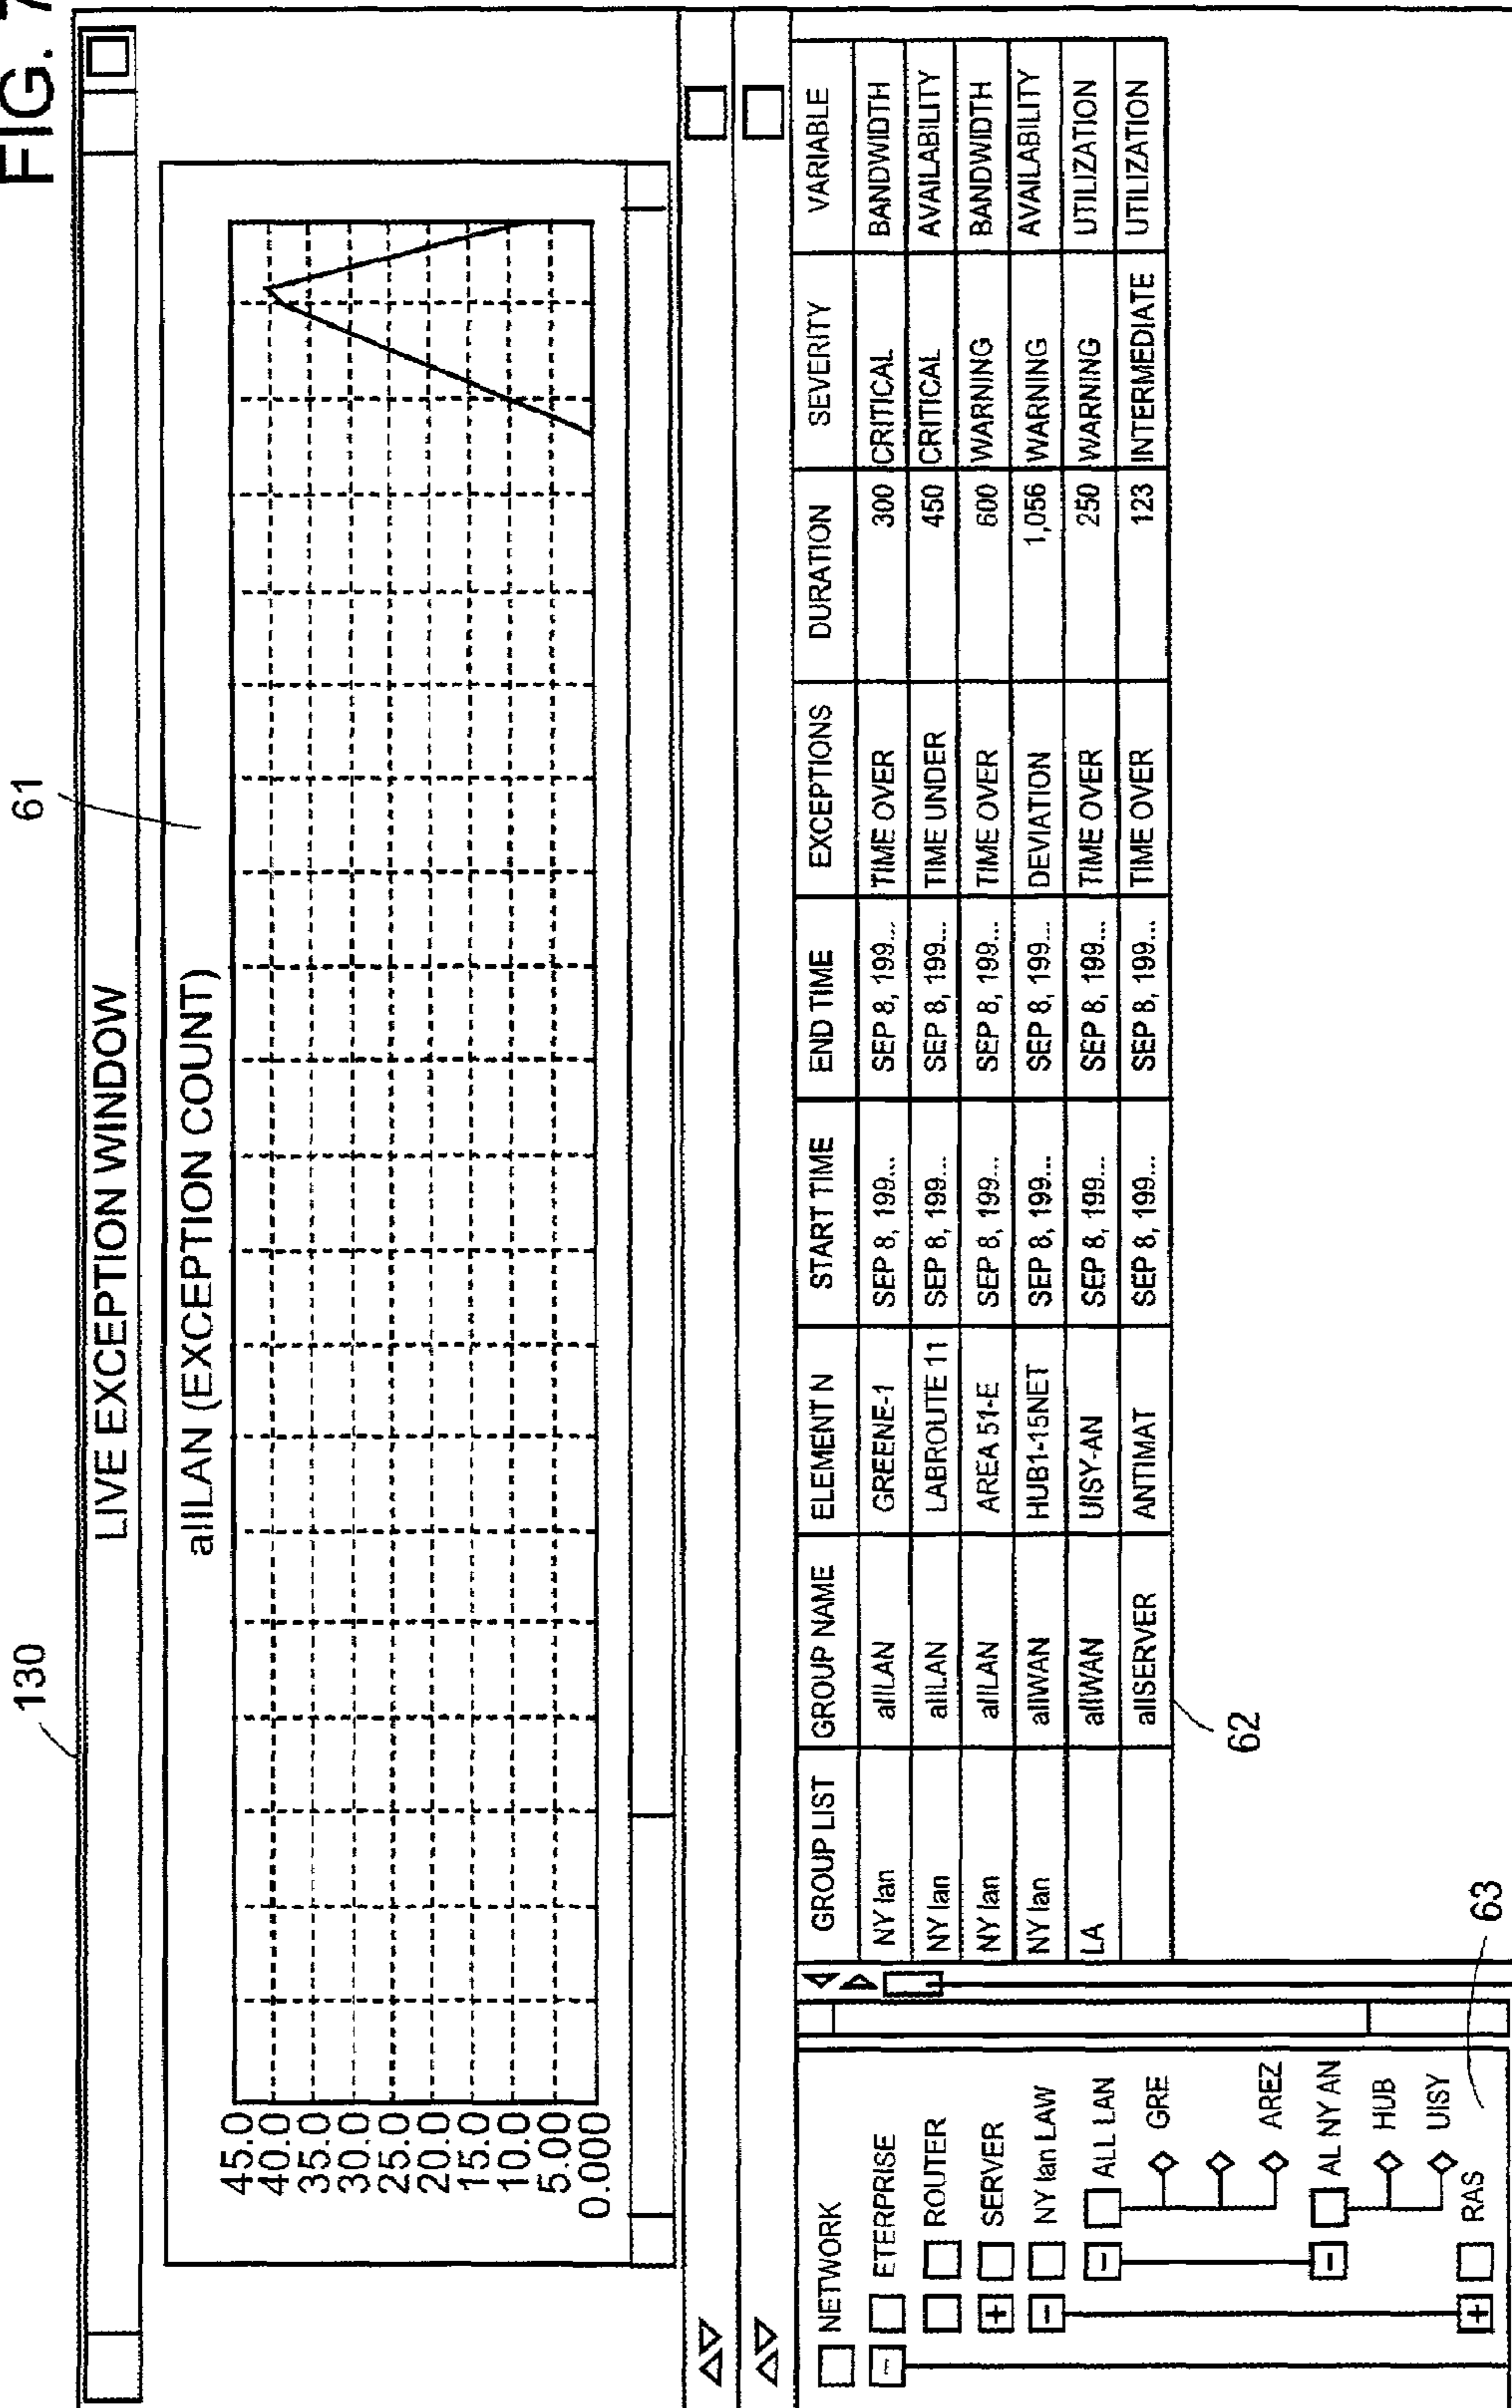 FIG. 7
130
61
LIVE EXCEPTION WINDOW
allLAN (EXCEPTION COUNT)
45.0
40.0
35.0
30.0
25.0
20.0
15.0
10.0
5.00
0.000
NETWORK
- ETERPRISE
ROUTER
+ SERVER
- NY lan LAW
- ALL LAN
GRE
AREZ
- AL NY AN
HUB
UISY
+ RAS
63
GROUP LIST GROUP NAME ELEMENT N START TIME END TIME EXCEPTIONS DURATION SEVERITY VARIABLE
NY lan allLAN GREENE-1 SEP 8, 199... SEP 8, 199... TIME OVER 300 CRITICAL BANDWIDTH
NY lan allLAN LABROUTE 11 SEP 8, 199... SEP 8, 199... TIME UNDER 450 CRITICAL AVAILABILITY
NY lan allLAN AREA 51-E SEP 8, 199... SEP 8, 199... TIME OVER 600 WARNING BANDWIDTH
NY lan allWAN HUB1-15NET SEP 8, 199... SEP 8, 199... DEVIATION 1,056 WARNING AVAILABILITY
LA allWAN UISY-AN SEP 8, 199... SEP 8, 199... TIME OVER 250 WARNING UTILIZATION
allSERVER ANTIMAT SEP 8, 199... SEP 8, 199... TIME OVER 123 INTERMEDIATE UTILIZATION
62